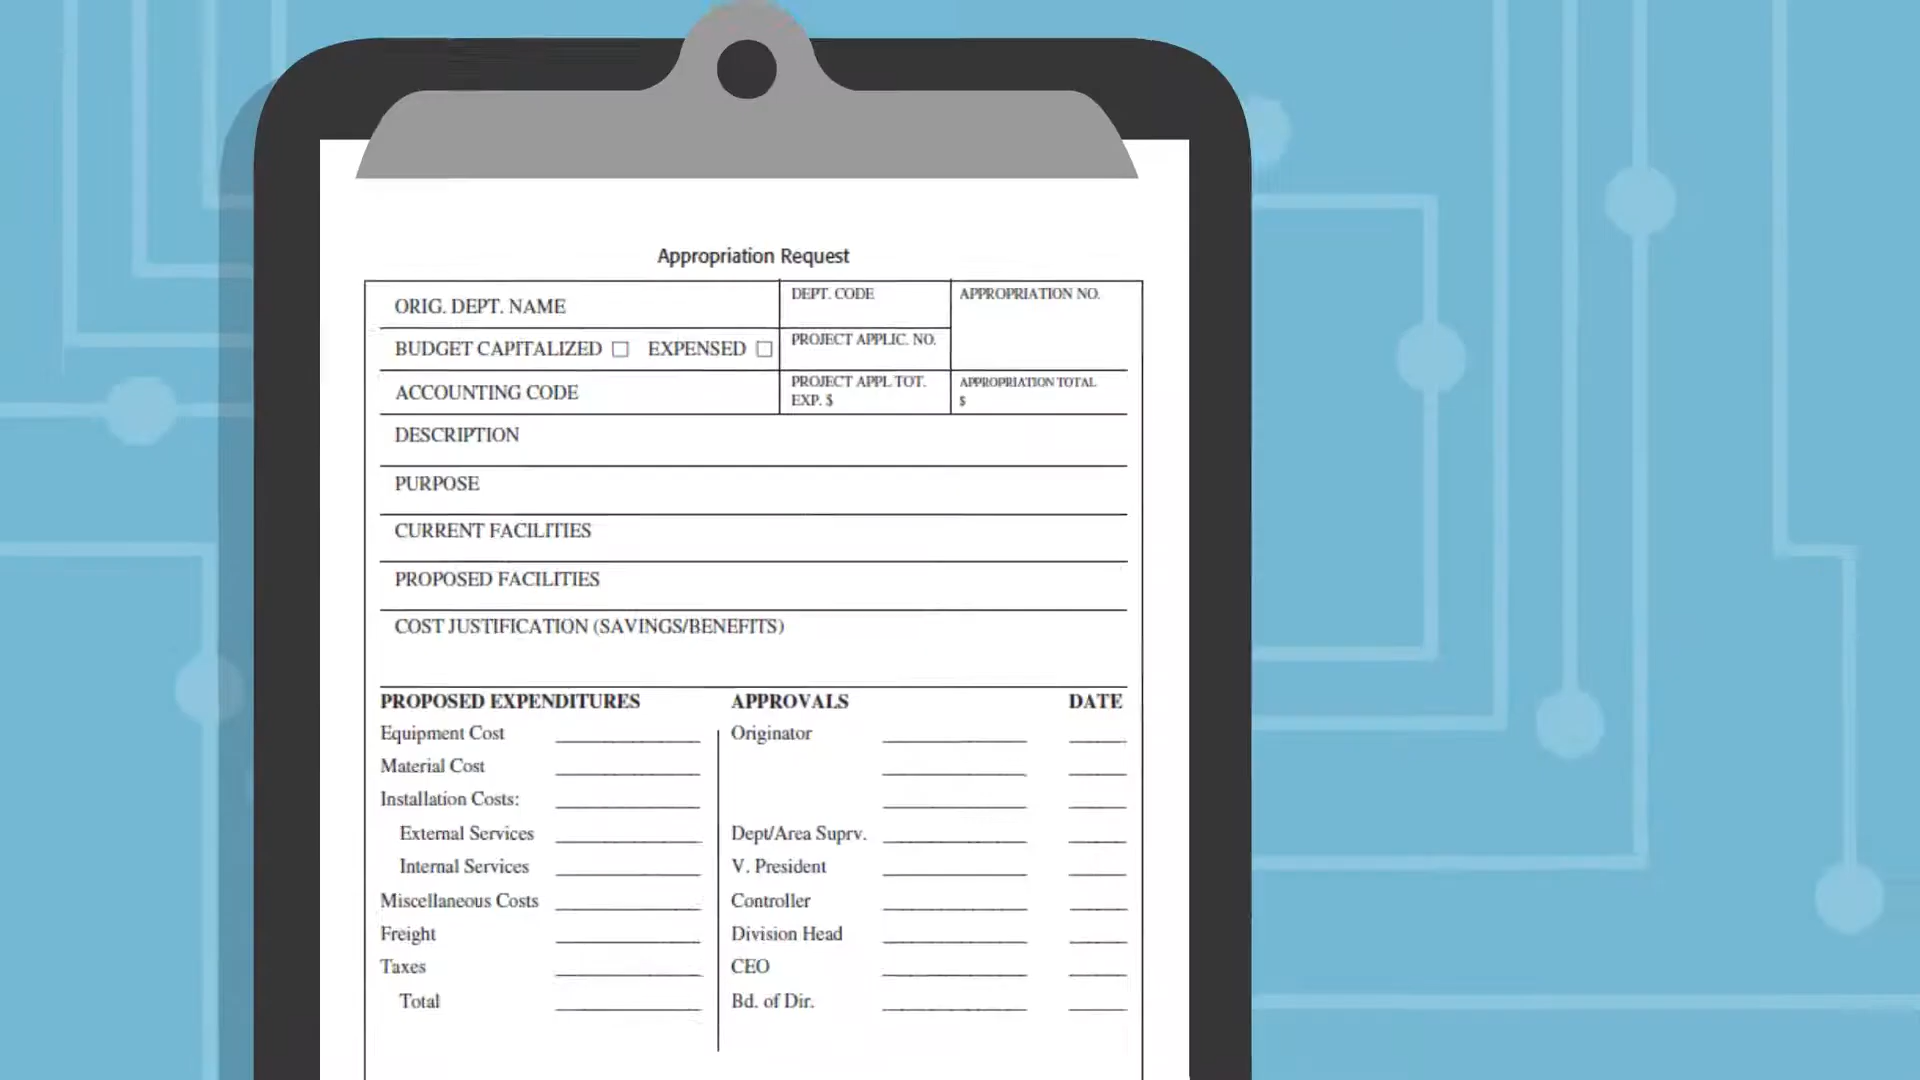 Appropriation Request
ORIG. DEPT. NAME
DEPT. CODE
APPROPRIATION NO.
BUDGET CAPITALIZED □ EXPENSED □
PROJECT APPLIC. NO.
ACCOUNTING CODE
PROJECT APPL TOT.
EXP. $
APPROPRIATION TOTAL
$
DESCRIPTION
PURPOSE
CURRENT FACILITIES
PROPOSED FACILITIES
COST JUSTIFICATION (SAVINGS/BENEFITS)
PROPOSED EXPENDITURES APPROVALS DATE
Equipment Cost Originator
Material Cost
Installation Costs:
External Services Dept/Area Suprv.
Internal Services V. President
Miscellaneous Costs Controller
Freight Division Head
Taxes CEO
Total Bd. of Dir.